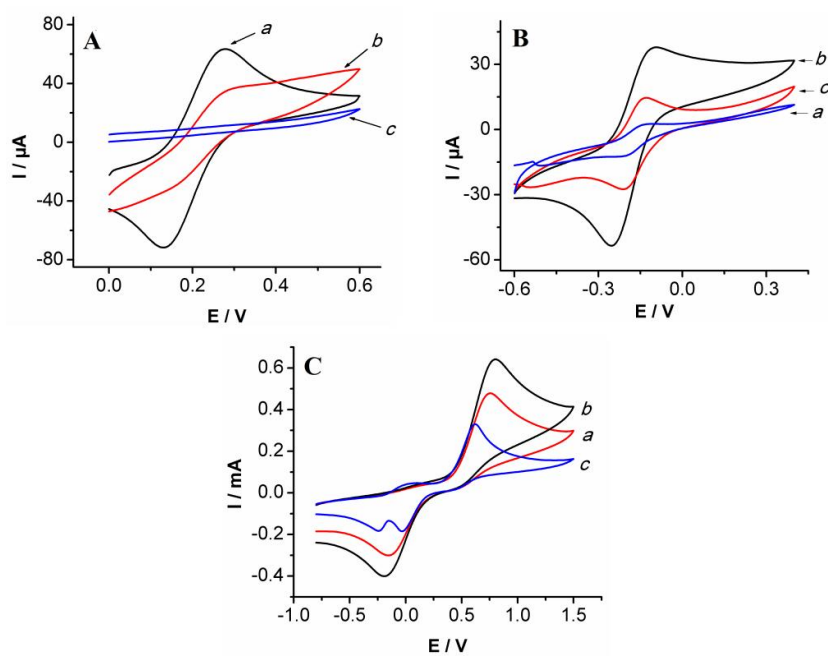 A
a
b
c
80
40
0
-40
-80
I / µA
0.0 0.2 0.4 0.6
E / V
B
b
c
a
30
0
-30
-60
I / µA
-0.6 -0.3 0.0 0.3
E / V
C
b
a
c
0.6
0.4
0.2
0.0
-0.2
-0.4
I / mA
-1.0 -0.5 0.0 0.5 1.0 1.5
E / V